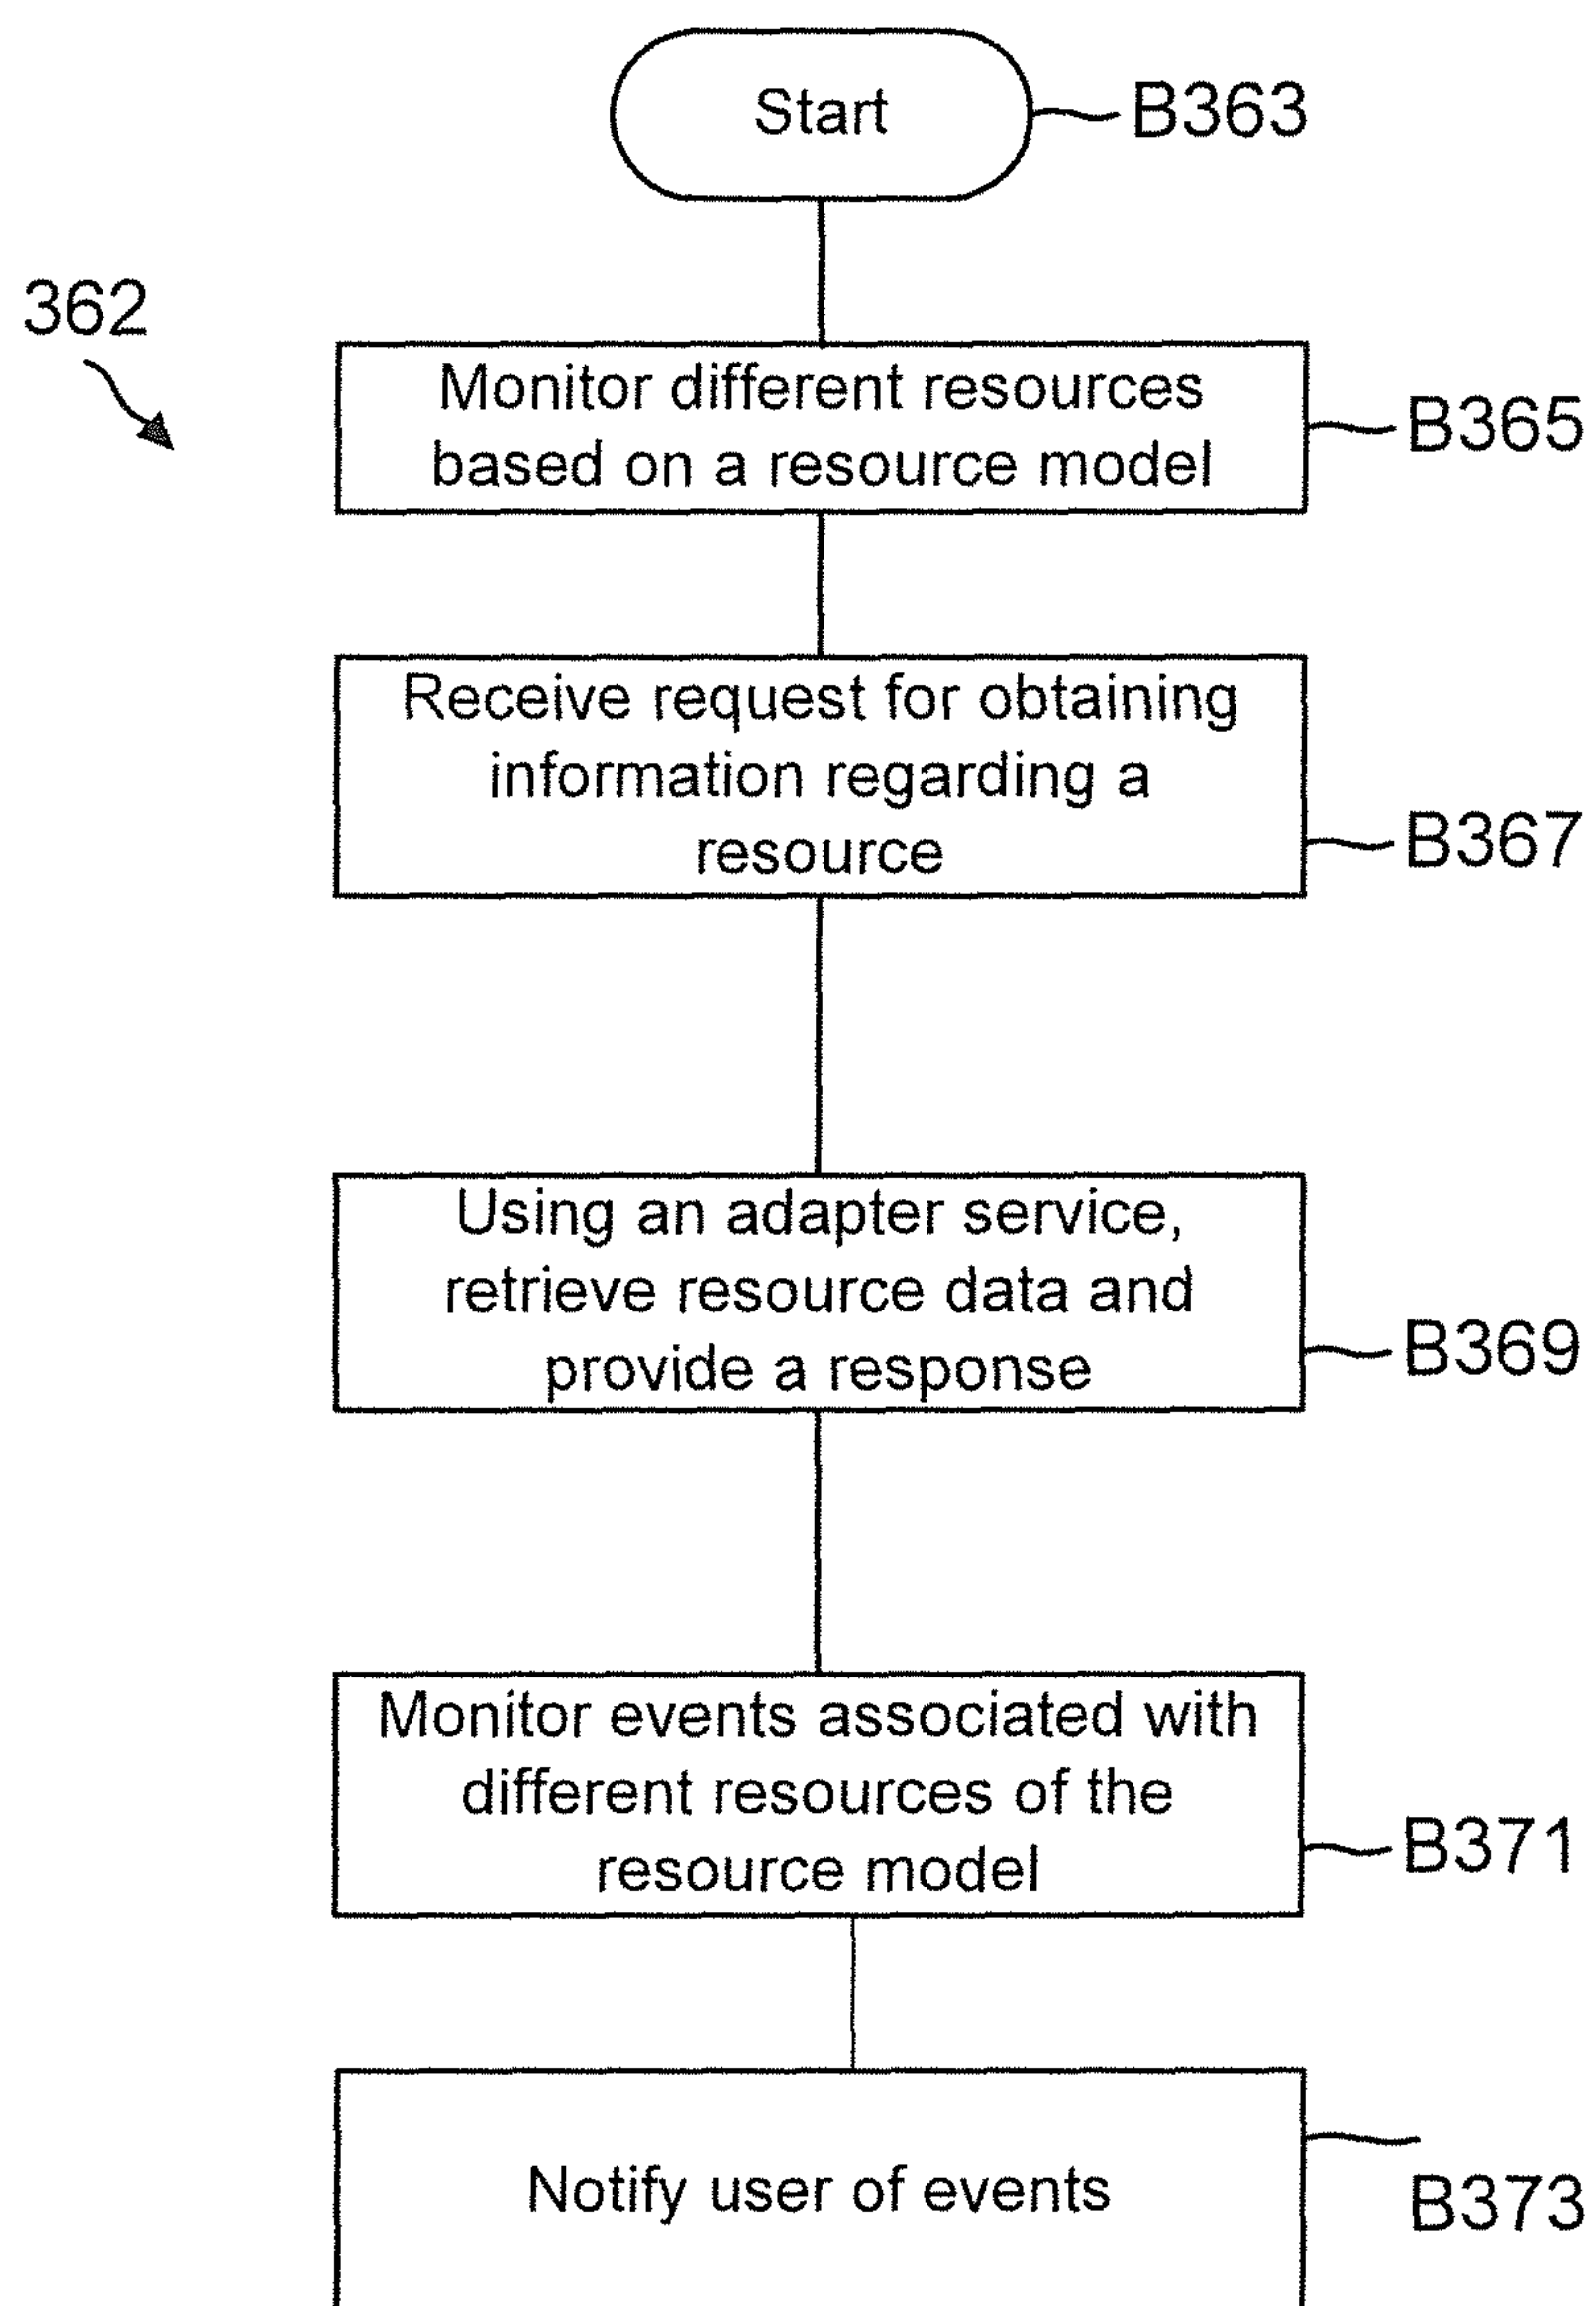 Start
B363
362
Monitor different resources
based on a resource model
B365
Receive request for obtaining
information regarding a
resource
B367
Using an adapter service,
retrieve resource data and
provide a response
B369
Monitor events associated with
different resources of the
resource model
B371
Notify user of events
B373